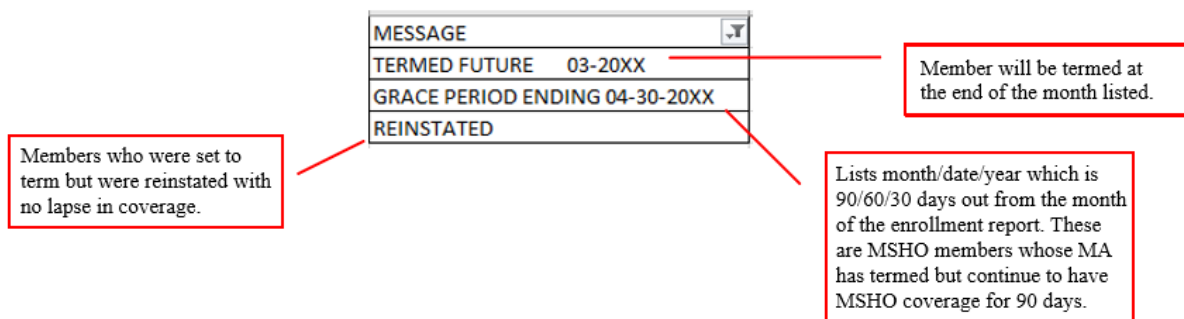 MESSAGE
TERMED FUTURE 03-20XX
GRACE PERIOD ENDING 04-30-20XX
REINSTATED
Member will be termed at
the end of the month listed.
Members who were set to
term but were reinstated with
no lapse in coverage.
Lists month/date/year which is
90/60/30 days out from the month
of the enrollment report. These
are MSHO members whose MA
has termed but continue to have
MSHO coverage for 90 days.